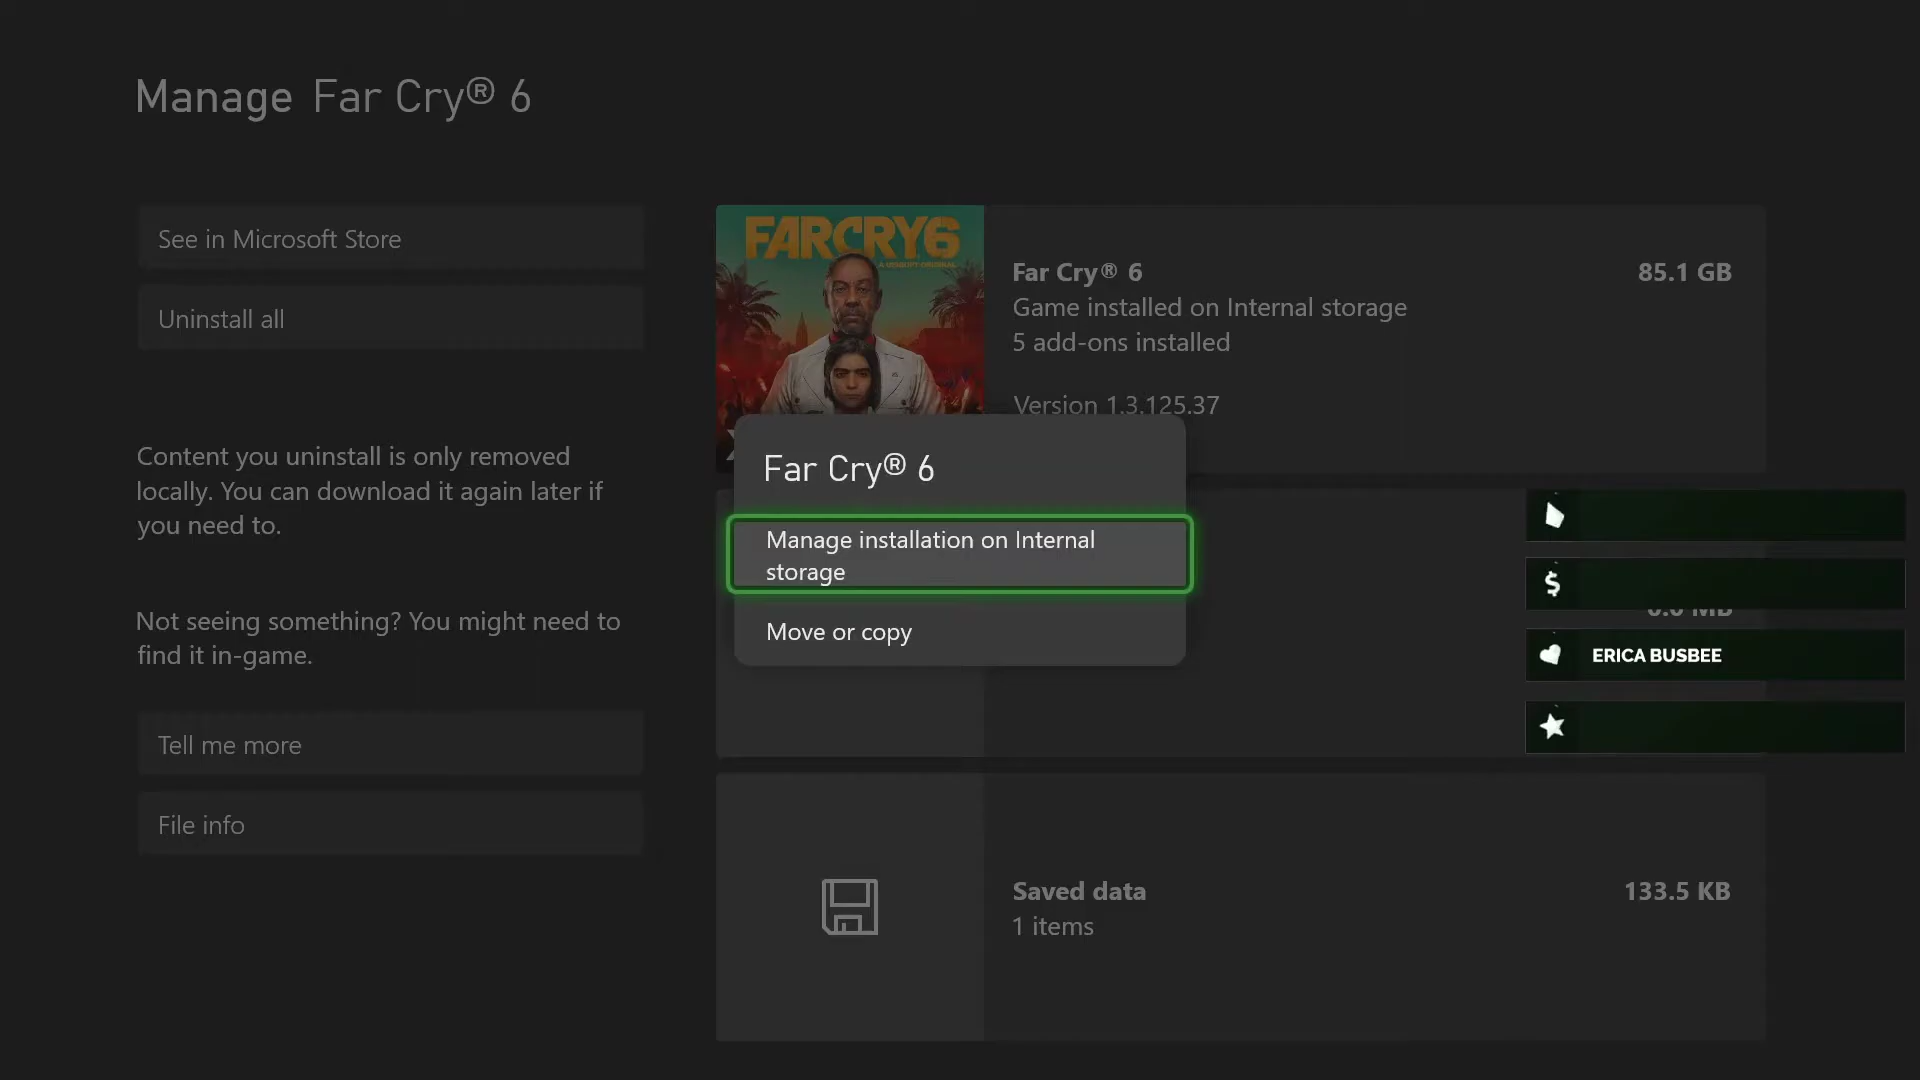 Manage Far Cry® 6
See in Microsoft Store
Uninstall all
Content you uninstall is only removed
locally. You can download it again later if
you need to.
Not seeing something? You might need to
find it in-game.
Tell me more
File info
FARCRY6
A UBISOFT ORIGINAL
Far Cry® 6
85.1 GB
Game installed on Internal storage
5 add-ons installed
Version 1.3.125.37
Far Cry® 6
Manage installation on Internal
storage
Move or copy
MB
ERICA BUSBEE
Saved data
133.5 KB
1 items